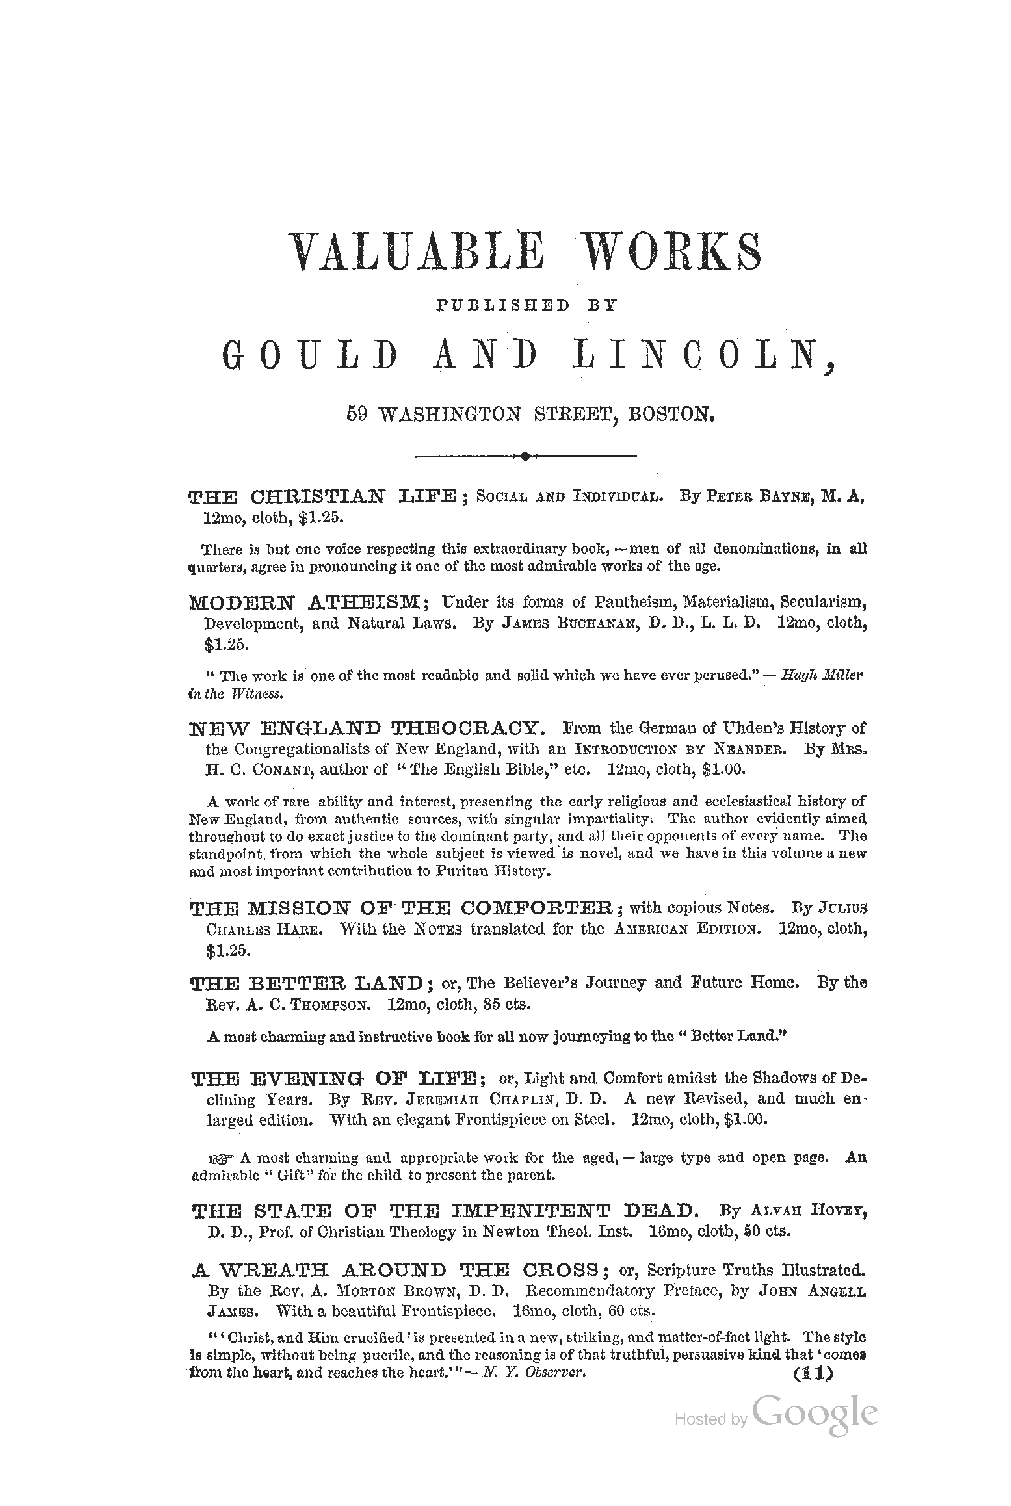 VALUABLE WORKS
PUBLISHED BY
GOULD AND LINCOLN,
59 WASHINGTON STREET, BOSTON.
THE CHRISTIAN LIFE; SOCIAL AND INDIVIDUAL. By PETER BAYNE, M. A.
12mo, cloth, $1.25.
There is but one voice respecting this extraordinary book, — men of all denominations, in all
quarters, agree in pronouncing it one of the most admirable works of the age.
MODERN ATHEISM; Under its forms of Pantheism, Materialism, Secularism,
Development, and Natural Laws. By JAMES BUCHANAN, D. D., L. L. D. 12mo, cloth,
$1.25.
"The work is one of the most readable and solid which we have ever perused." — Hugh Miller
in the Witness.
NEW ENGLAND THEOCRACY. From the German of Uhden's History of
the Congregationalists of New England, with an INTRODUCTION BY NEANDER. By MRS.
H. C. CONANT, author of "The English Bible," etc. 12mo, cloth, $1.00.
A work of rare ability and interest, presenting the early religious and ecclesiastical history of
New England, from authentic sources, with singular impartiality. The author evidently aimed
throughout to do exact justice to the dominant party, and all their opponents of every name. The
standpoint from which the whole subject is viewed is novel, and we have in this volume a new
and most important contribution to Puritan History.
THE MISSION OF THE COMFORTER; with copious Notes. By JULIUS
CHARLES HARE. With the NOTES translated for the AMERICAN EDITION. 12mo, cloth,
$1.25.
THE BETTER LAND; or, The Believer's Journey and Future Home. By the
Rev. A. C. THOMPSON. 12mo, cloth, 85 cts.
A most charming and instructive book for all now journeying to the "Better Land."
THE EVENING OF LIFE; or, Light and Comfort amidst the Shadows of De-
clining Years. By REV. JEREMIAH CHAPLIN, D. D. A new Revised, and much en-
larged edition. With an elegant Frontispiece on Steel. 12mo, cloth, $1.00.
☞ A most charming and appropriate work for the aged, — large type and open page. An
admirable "Gift" for the child to present the parent.
THE STATE OF THE IMPENITENT DEAD. By ALVAH HOVEY,
D. D., Prof. of Christian Theology in Newton Theol. Inst. 16mo, cloth, 50 cts.
A WREATH AROUND THE CROSS; or, Scripture Truths Illustrated.
By the Rev. A. MORTON BROWN, D. D. Recommendatory Preface, by JOHN ANGELL
JAMES. With a beautiful Frontispiece. 16mo, cloth, 60 cts.
"'Christ, and Him crucified' is presented in a new, striking, and matter-of-fact light. The style
is simple, without being puerile, and the reasoning is of that truthful, persuasive kind that 'comes
from the heart, and reaches the heart.'" — N. Y. Observer.
(11)
Hosted by Google